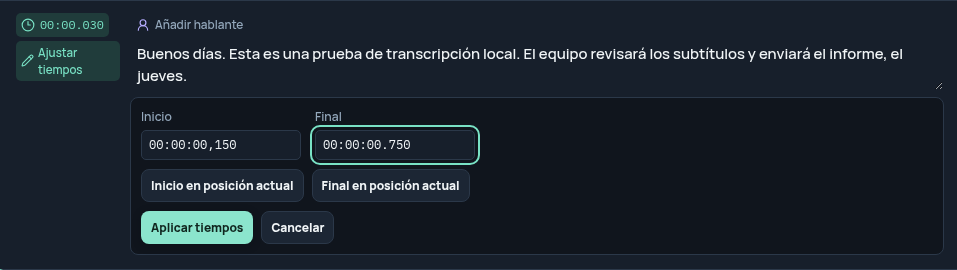 00:00.030
Añadir hablante
Ajustar
tiempos
Buenos días. Esta es una prueba de transcripción local. El equipo revisará los subtítulos y enviará el informe, el
jueves.
Inicio
Final
00:00:00,150
00:00:00.750
Inicio en posición actual
Final en posición actual
Aplicar tiempos
Cancelar